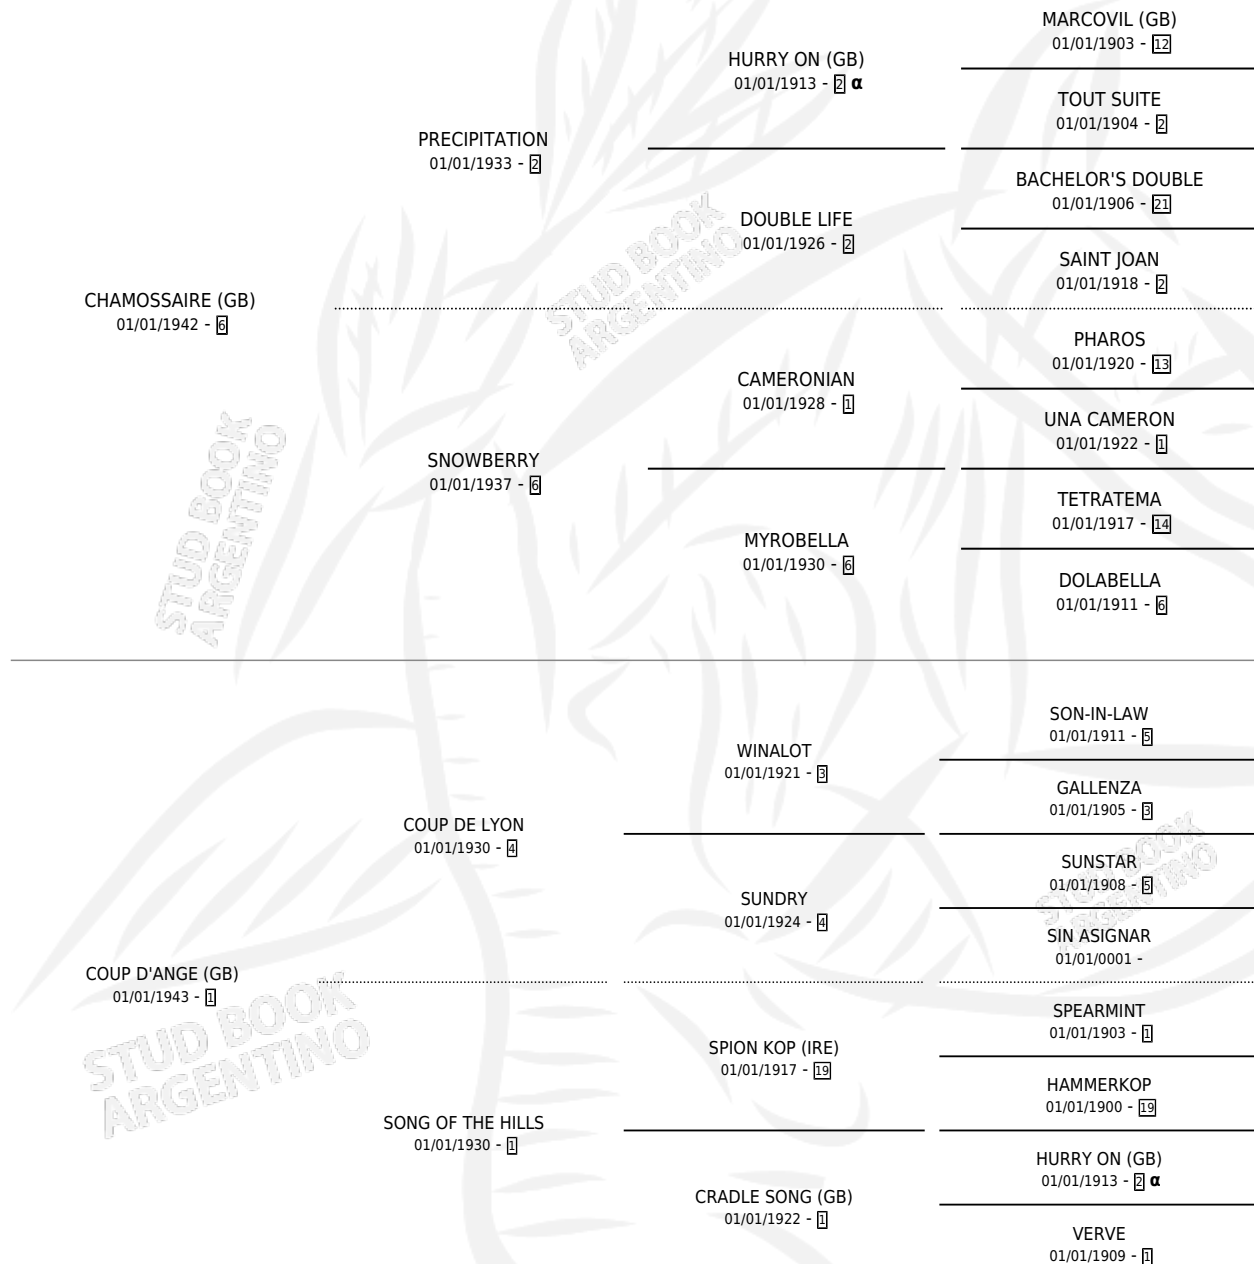 MARCOVIL (GB)
01/01/1903 - 12
HURRY ON (GB)
01/01/1913 - 2 α
TOUT SUITE
01/01/1904 - 2
PRECIPITATION
01/01/1933 - 2
BACHELOR'S DOUBLE
01/01/1906 - 21
DOUBLE LIFE
01/01/1926 - 2
SAINT JOAN
01/01/1918 - 2
CHAMOSSAIRE (GB)
01/01/1942 - 6
PHAROS
01/01/1920 - 13
CAMERONIAN
01/01/1928 - 1
UNA CAMERON
01/01/1922 - 1
SNOWBERRY
01/01/1937 - 6
TETRATEMA
01/01/1917 - 14
MYROBELLA
01/01/1930 - 6
DOLABELLA
01/01/1911 - 6
SON-IN-LAW
01/01/1911 - 5
WINALOT
01/01/1921 - 3
GALLENZA
01/01/1905 - 3
COUP DE LYON
01/01/1930 - 4
SUNSTAR
01/01/1908 - 5
SUNDRY
01/01/1924 - 4
SIN ASIGNAR
01/01/0001 -
COUP D'ANGE (GB)
01/01/1943 - 1
SPEARMINT
01/01/1903 - 1
SPION KOP (IRE)
01/01/1917 - 19
HAMMERKOP
01/01/1900 - 19
SONG OF THE HILLS
01/01/1930 - 1
HURRY ON (GB)
01/01/1913 - 2 α
CRADLE SONG (GB)
01/01/1922 - 1
VERVE
01/01/1909 - 1
STUD BOOK
ARGENTINO
STUD BOOK
ARGENTINO
STUD BOOK
ARGENTINO
STUD BOOK
ARGENTINO